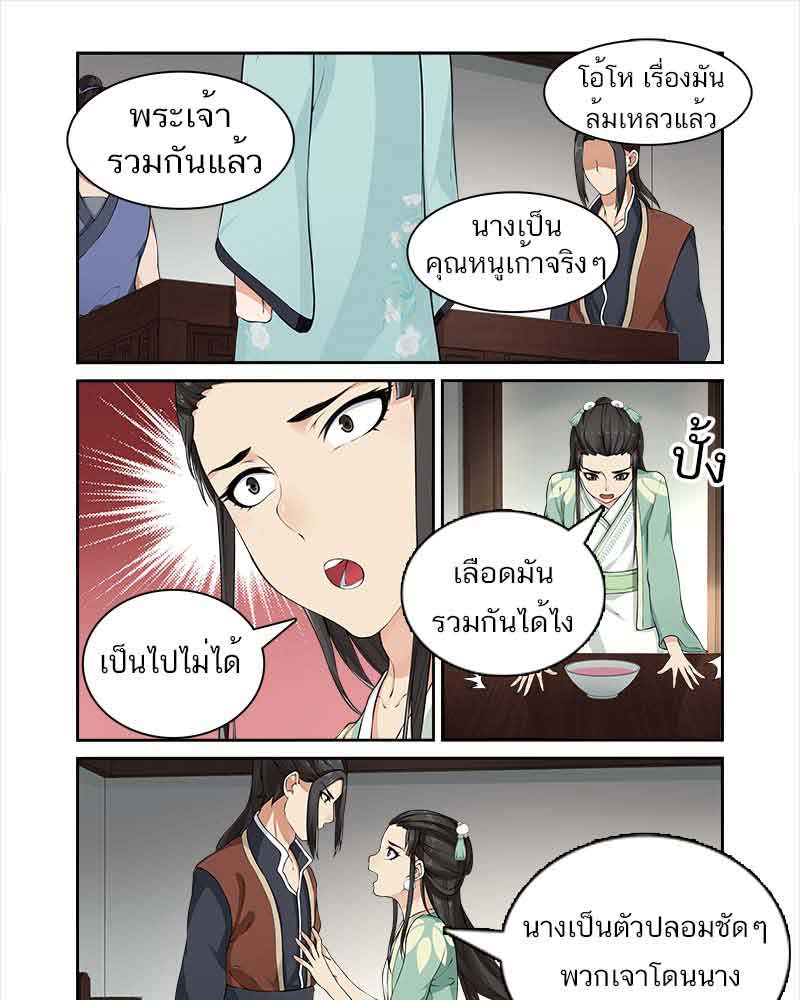 พระเจ้า
รวมกันแล้ว
โอ้โห เรื่องมัน
ล้มเหลวแล้ว
นางเป็น
คุณหนูเก้าจริงๆ
เป็นไปไม่ได้
ปั้ง
เลือดมัน
รวมกันได้ไง
นางเป็นตัวปลอมชัดๆ
พวกเจาโดนนาง